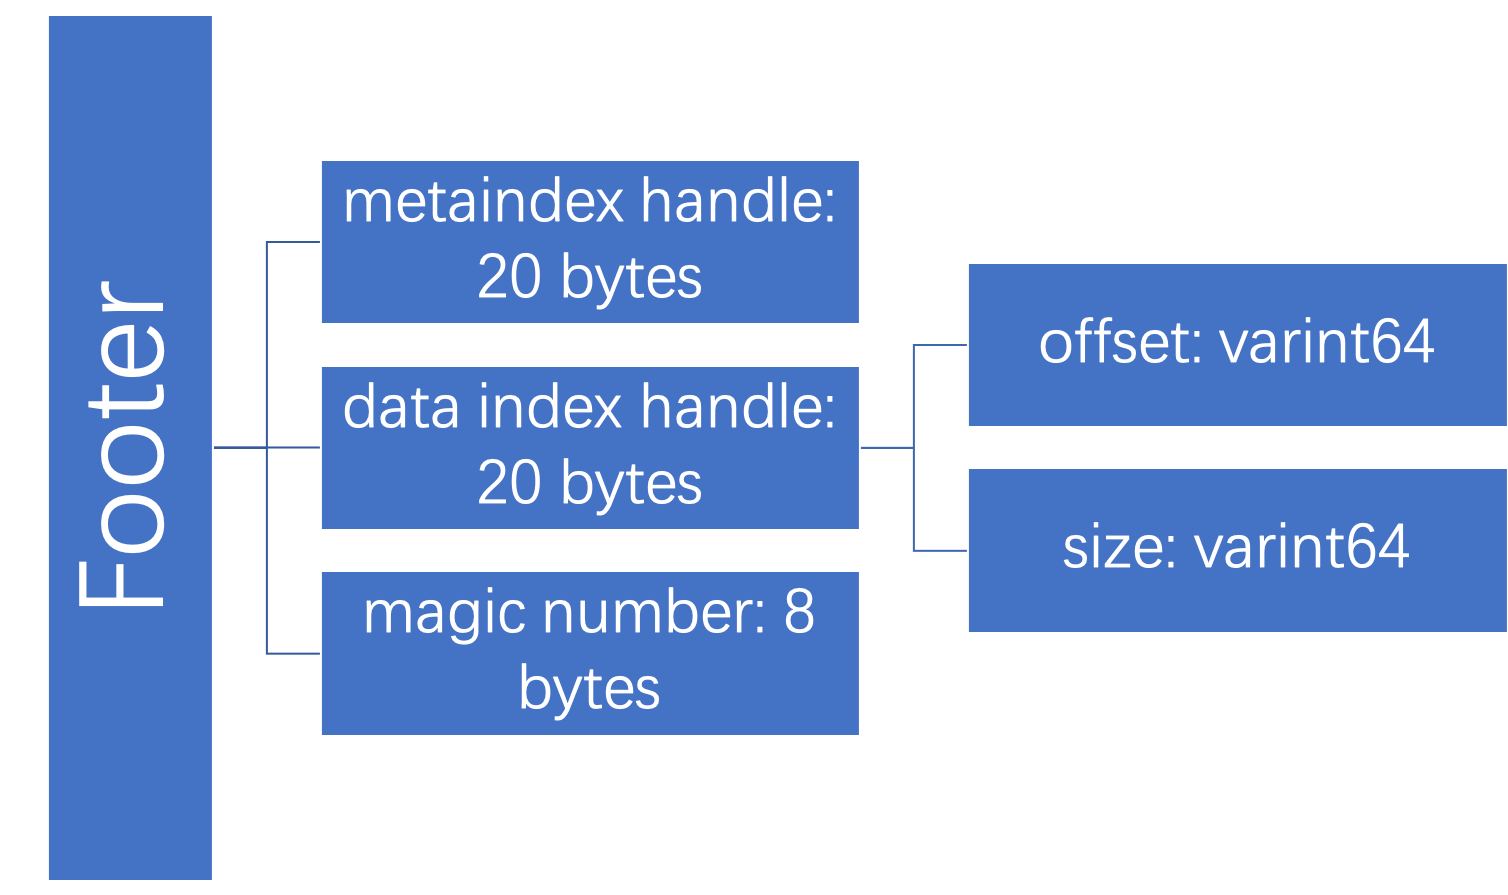 Footer
metaindex handle:
20 bytes
data index handle:
20 bytes
magic number: 8
bytes
offset: varint64
size: varint64